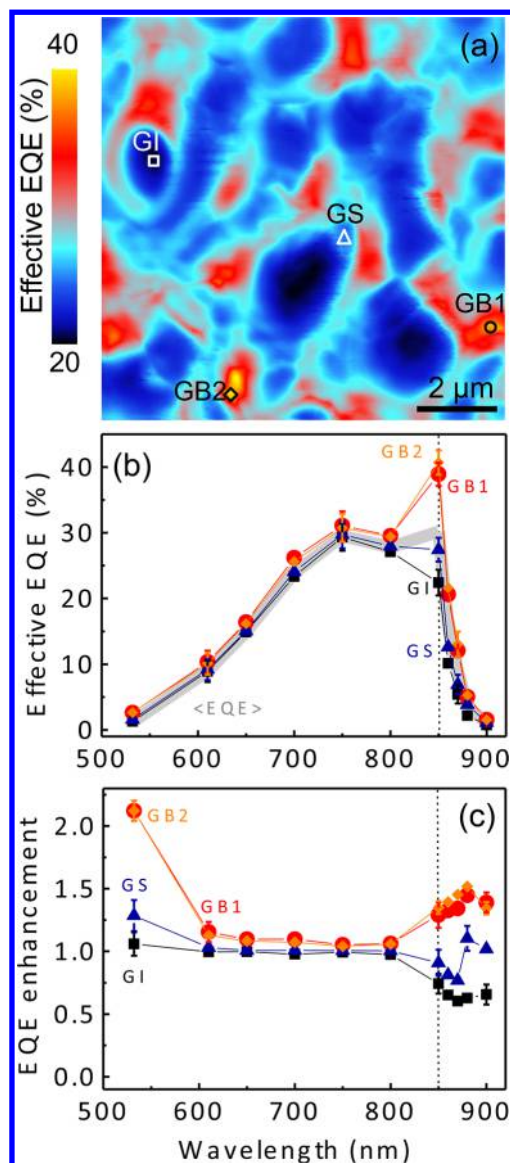 40
Effective EQE (%)
20
(a)
GI
GS
GB1
GB2
2 μm
(b)
GB2
GB1
GI
GS
<EQE>
Effective EQE (%)
40
30
20
10
0
500 600 700 800 900
(c)
GB2
GS
GB1
GI
EQE enhancement
2.0
1.5
1.0
0.5
0.0
500 600 700 800 900
Wavelength (nm)